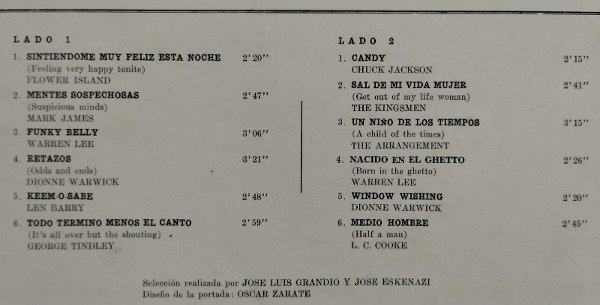 LADO 1
1. SINTIENDOME MUY FELIZ ESTA NOCHE 2'20"
(Feeling very happy tonite)
FLOWER ISLAND
2. MENTES SOSPECHOSAS 2'47"
(Suspicious minds)
MARK JAMES
3. FUNKY BELLY 3'06"
WARREN LEE
4. RETAZOS 3'21"
(Odds and ends)
DIONNE WARWICK
5. KEEM-O-SABE 2'48"
LEN BARRY
6. TODO TERMINO MENOS EL CANTO 2'59"
(It's all over but the shouting)
GEORGE TINDLEY
LADO 2
1. CANDY 2'15"
CHUCK JACKSON
2. SAL DE MI VIDA MUJER 2'41"
(Get out of my life woman)
THE KINGSMEN
3. UN NIÑO DE LOS TIEMPOS 3'15"
(A child of the times)
THE ARRANGEMENT
4. NACIDO EN EL GHETTO 2'26"
(Born in the ghetto)
WARREN LEE
5. WINDOW WISHING 2'20"
DIONNE WARWICK
6. MEDIO HOMBRE 2'45"
(Half a man)
L. C. COOKE
Selección realizada por JOSE LUIS GRANDIO Y JOSE ESKENAZI
Diseño de la portada: OSCAR ZARATE